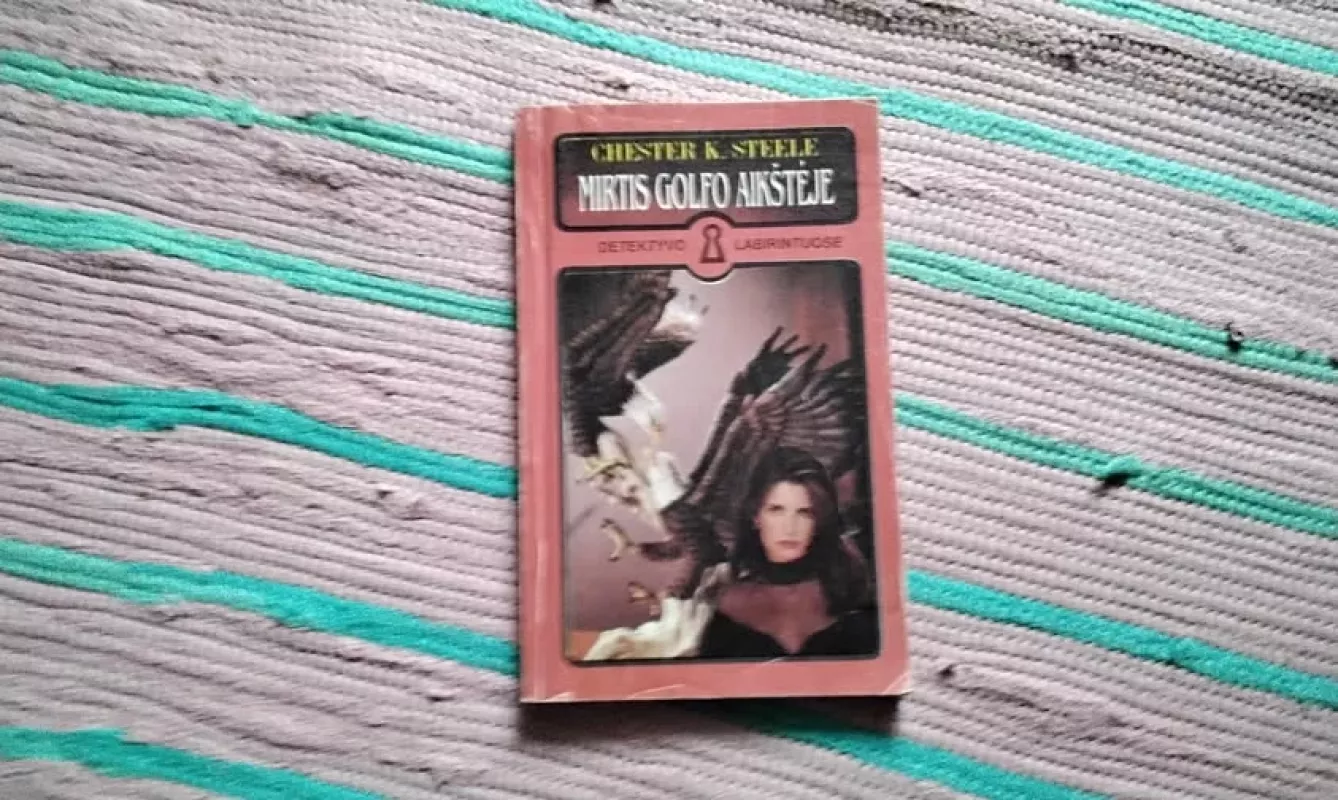 CHESTER K. STEELE
MIRTIS GOLFO AIKŠTĖJE
DETEKTYVO LABIRINTUOSE